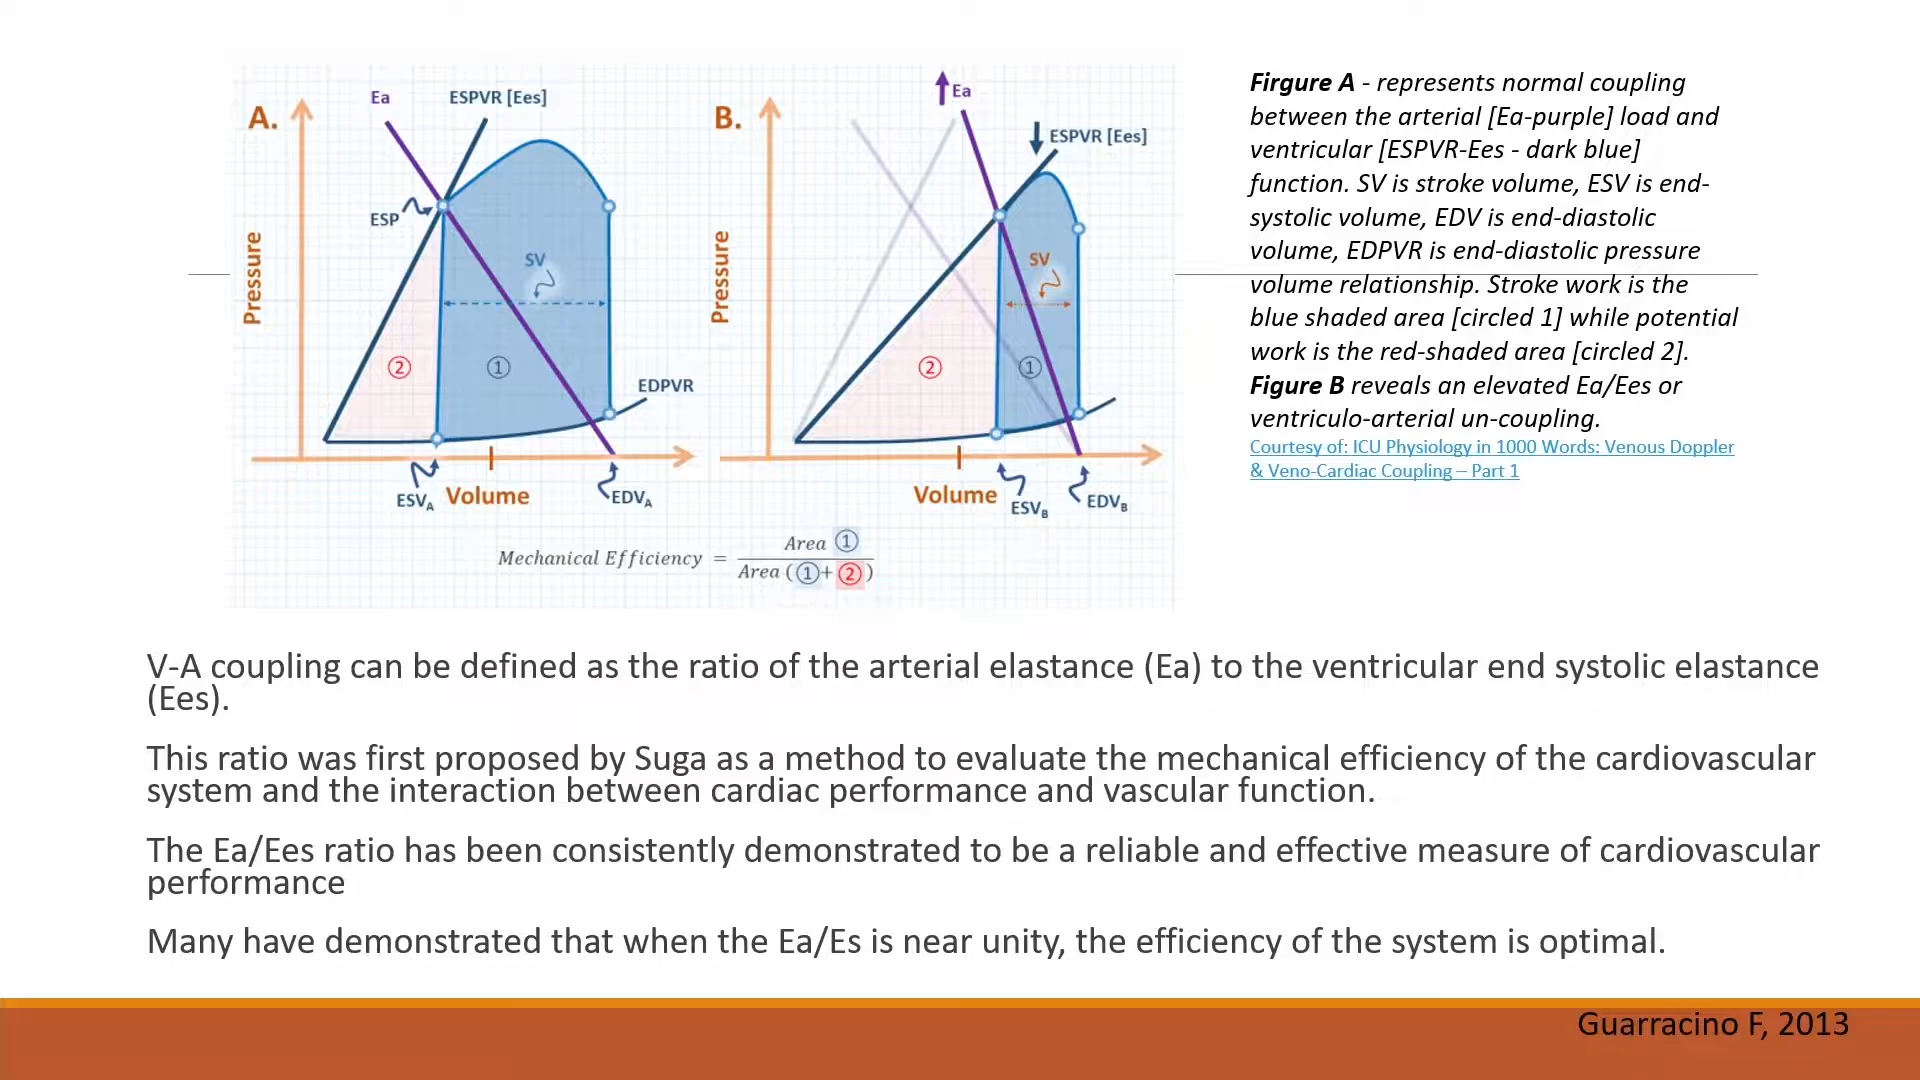 A.
Ea
ESPVR [Ees]
ESP
Pressure
SV
②
①
EDPVR
ESVA
Volume
EDVA
B.
Ea
ESPVR [Ees]
Pressure
SV
②
①
Volume
ESVB
EDVB
Mechanical Efficiency = Area ① / Area (①+ ②)
Firgure A - represents normal coupling
between the arterial [Ea-purple] load and
ventricular [ESPVR-Ees - dark blue]
function. SV is stroke volume, ESV is end-
systolic volume, EDV is end-diastolic
volume, EDPVR is end-diastolic pressure
volume relationship. Stroke work is the
blue shaded area [circled 1] while potential
work is the red-shaded area [circled 2].
Figure B reveals an elevated Ea/Ees or
ventriculo-arterial un-coupling.
Courtesy of: ICU Physiology in 1000 Words: Venous Doppler
& Veno-Cardiac Coupling – Part 1
V-A coupling can be defined as the ratio of the arterial elastance (Ea) to the ventricular end systolic elastance
(Ees).
This ratio was first proposed by Suga as a method to evaluate the mechanical efficiency of the cardiovascular
system and the interaction between cardiac performance and vascular function.
The Ea/Ees ratio has been consistently demonstrated to be a reliable and effective measure of cardiovascular
performance
Many have demonstrated that when the Ea/Es is near unity, the efficiency of the system is optimal.
Guarracino F, 2013